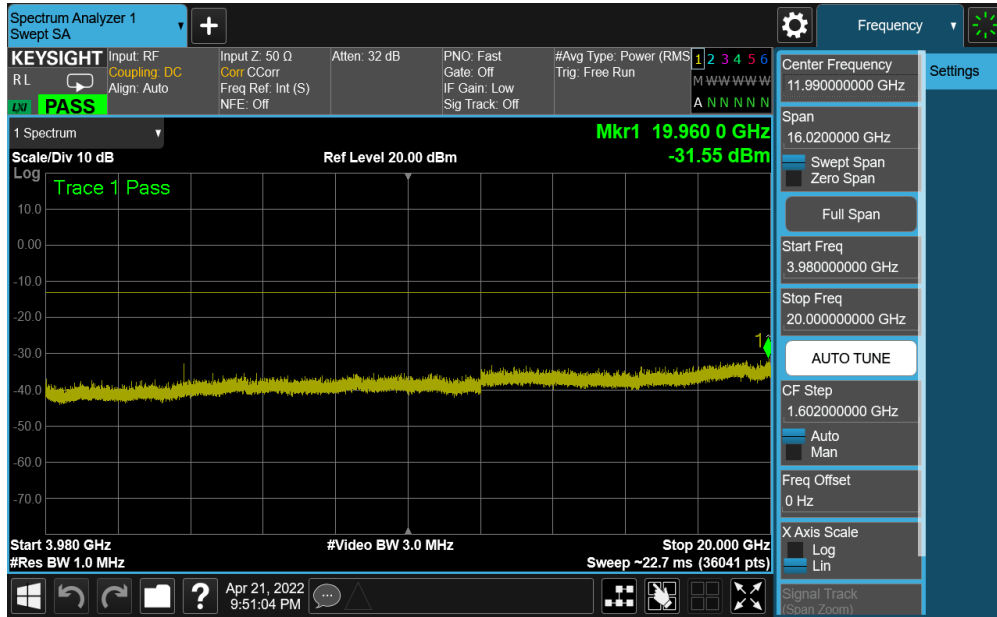 Spectrum Analyzer 1
Swept SA
+
Frequency
KEYSIGHT
R L
LXI PASS
Input: RF
Coupling: DC
Align: Auto
Input Z: 50 Ω
Corr CCorr
Freq Ref: Int (S)
NFE: Off
Atten: 32 dB
PNO: Fast
Gate: Off
IF Gain: Low
Sig Track: Off
#Avg Type: Power (RMS
Trig: Free Run
1 2 3 4 5 6
M W W W W W
A N N N N N
1 Spectrum
Mkr1 19.960 0 GHz
Scale/Div 10 dB
Ref Level 20.00 dBm
-31.55 dBm
Log
Trace 1 Pass
10.0
0.00
-10.0
-20.0
1
-30.0
-40.0
-50.0
-60.0
-70.0
Start 3.980 GHz
#Video BW 3.0 MHz
Stop 20.000 GHz
#Res BW 1.0 MHz
Sweep ~22.7 ms (36041 pts)
Center Frequency
11.990000000 GHz
Span
16.0200000 GHz
Swept Span
Zero Span
Full Span
Start Freq
3.980000000 GHz
Stop Freq
20.000000000 GHz
AUTO TUNE
CF Step
1.602000000 GHz
Auto
Man
Freq Offset
0 Hz
X Axis Scale
Log
Lin
Signal Track
(Span Zoom)
Settings
?
Apr 21, 2022
9:51:04 PM